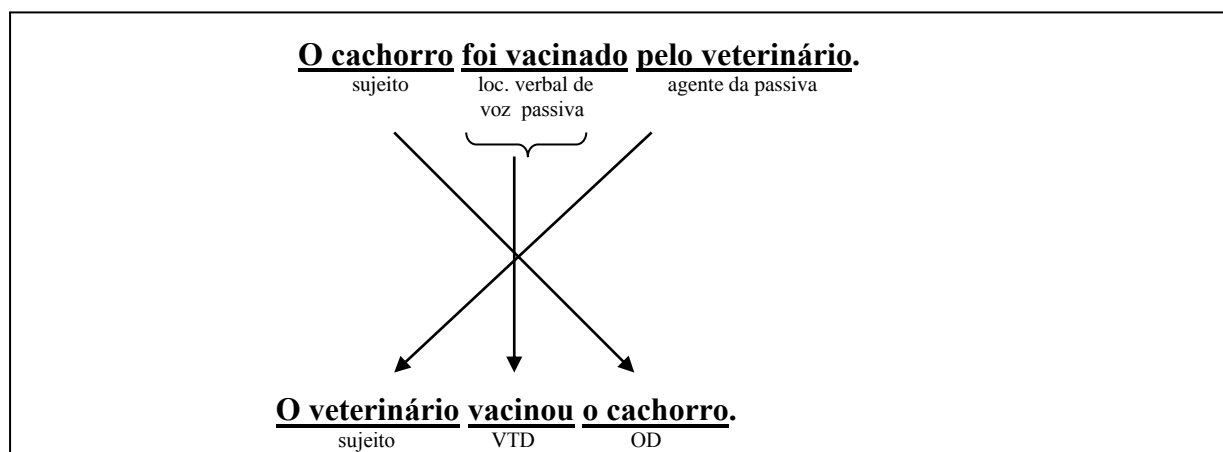 O cachorro foi vacinado pelo veterinário.
sujeito loc. verbal de agente da passiva
voz passiva
O veterinário vacinou o cachorro.
sujeito VTD OD